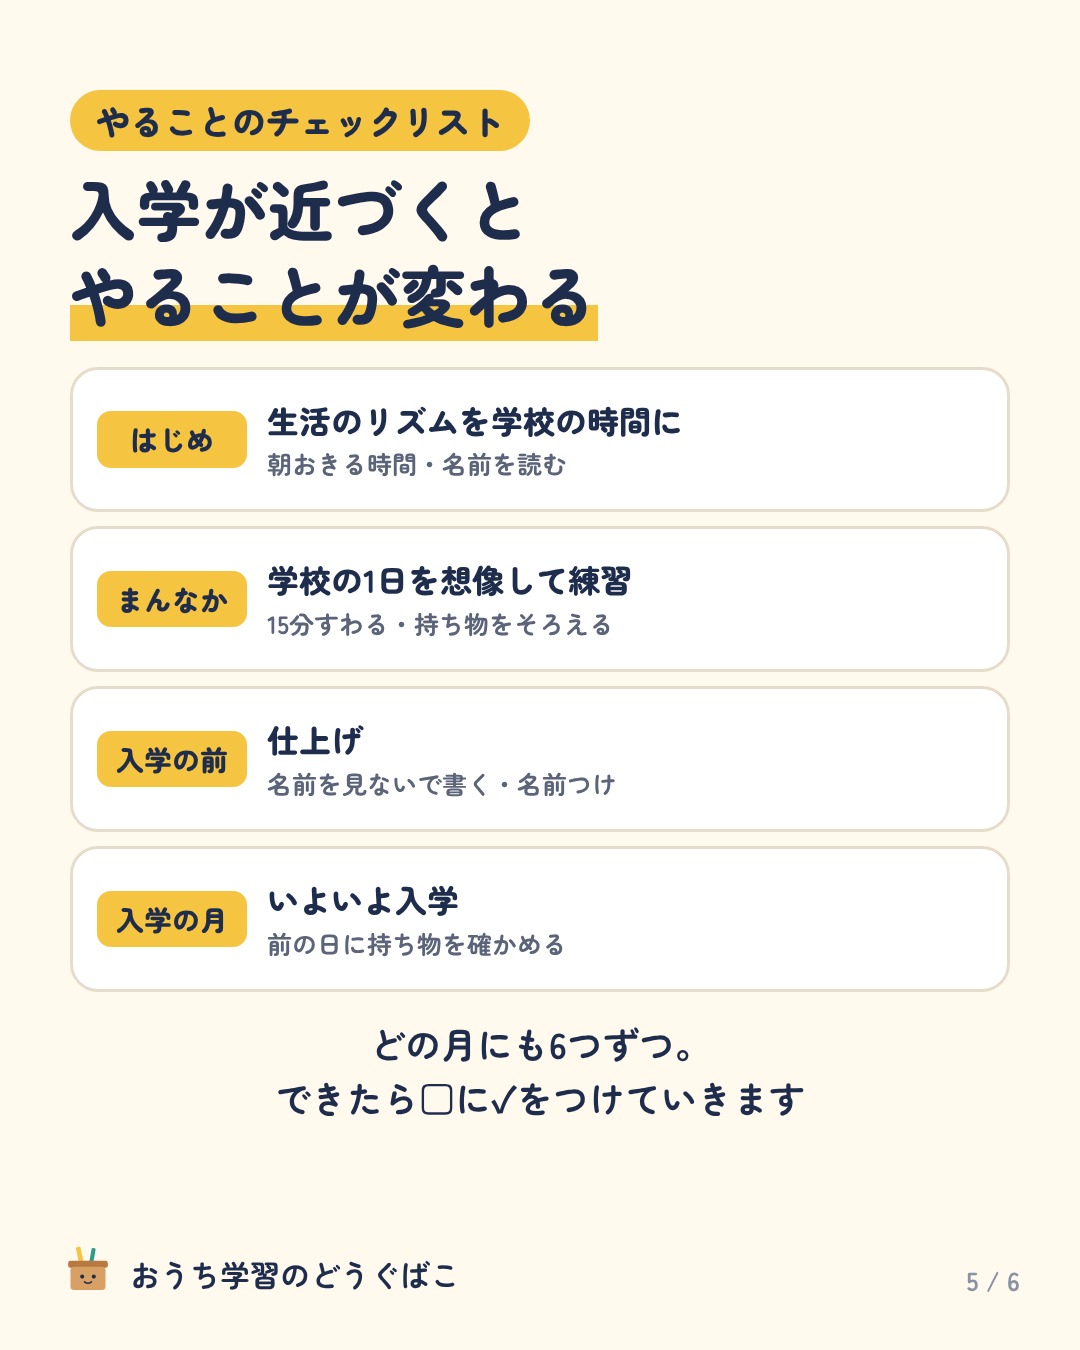 やることのチェックリスト
入学が近づくと
やることが変わる
はじめ
生活のリズムを学校の時間に
朝おきる時間・名前を読む
まんなか
学校の1日を想像して練習
15分すわる・持ち物をそろえる
入学の前
仕上げ
名前を見ないで書く・名前つけ
入学の月
いよいよ入学
前の日に持ち物を確かめる
どの月にも6つずつ。
できたら□に✓をつけていきます
おうち学習のどうぐばこ
5 / 6